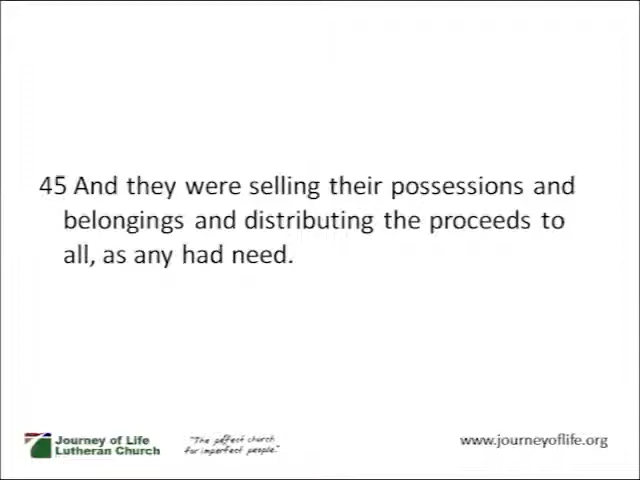 45 And they were selling their possessions and
belongings and distributing the proceeds to
all, as any had need.
Journey of Life
Lutheran Church
"The perfect church
for imperfect people."
www.journeyoflife.org